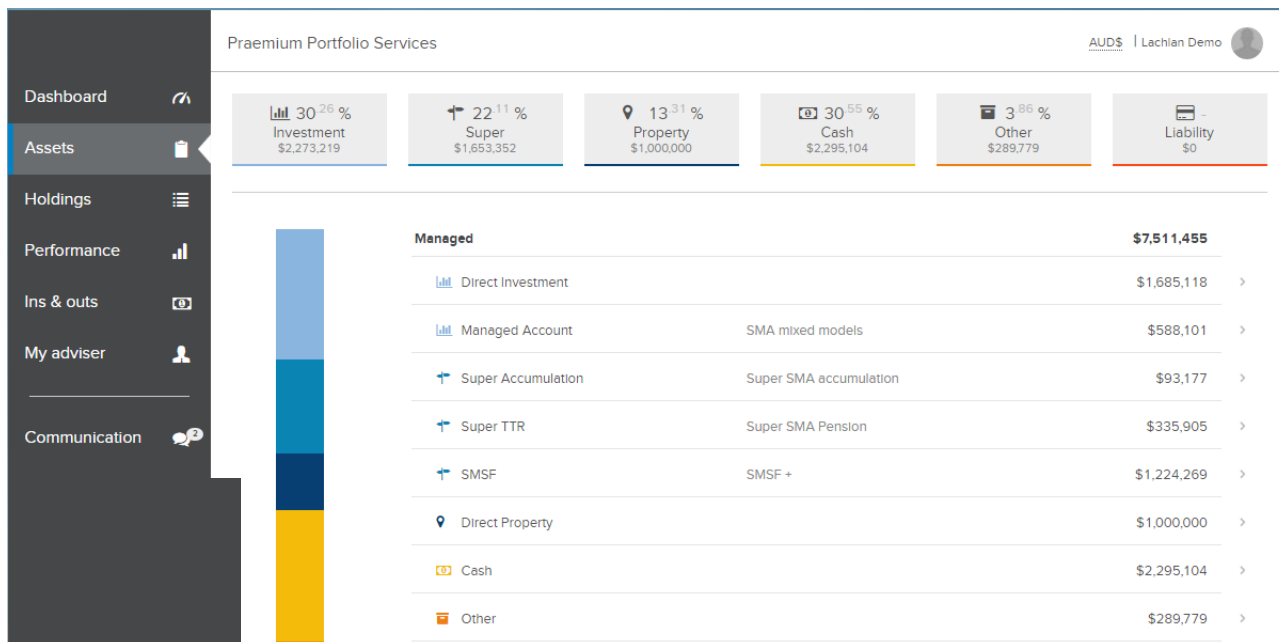 Praemium Portfolio Services
AUD$ | Lachlan Demo
Dashboard
Assets
Holdings
Performance
Ins & outs
My adviser
Communication 2
30.26 %
Investment
$2,273,219
22.11 %
Super
$1,653,352
13.31 %
Property
$1,000,000
30.55 %
Cash
$2,295,104
3.86 %
Other
$289,779
-
Liability
$0
Managed $7,511,455
Direct Investment $1,685,118
Managed Account SMA mixed models $588,101
Super Accumulation Super SMA accumulation $93,177
Super TTR Super SMA Pension $335,905
SMSF SMSF + $1,224,269
Direct Property $1,000,000
Cash $2,295,104
Other $289,779